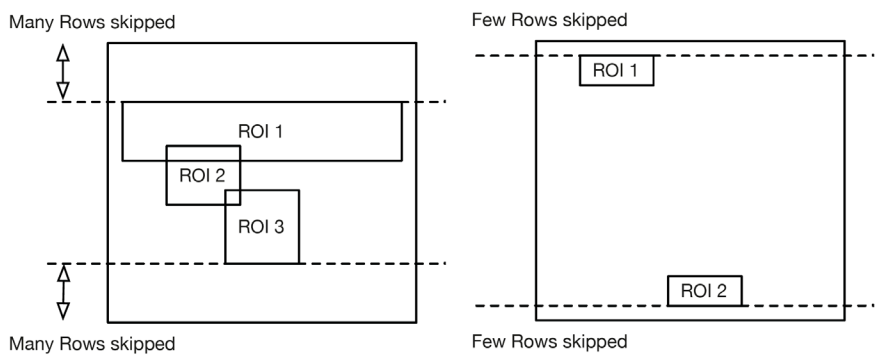 Many Rows skipped
ROI 1
ROI 2
ROI 3
Many Rows skipped
Few Rows skipped
ROI 1
ROI 2
Few Rows skipped